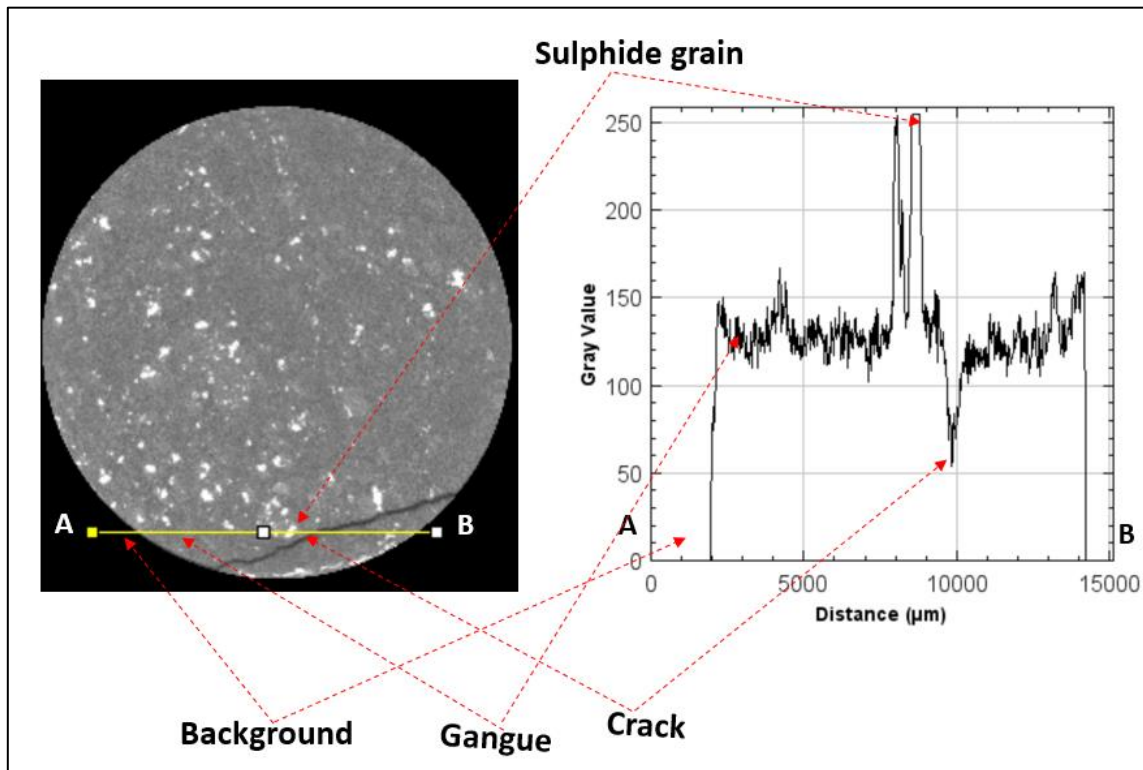 Sulphide grain
250
200
150
100
50
0
Gray Value
0 5000 10000 15000
Distance (µm)
A B
A B
Background
Gangue
Crack